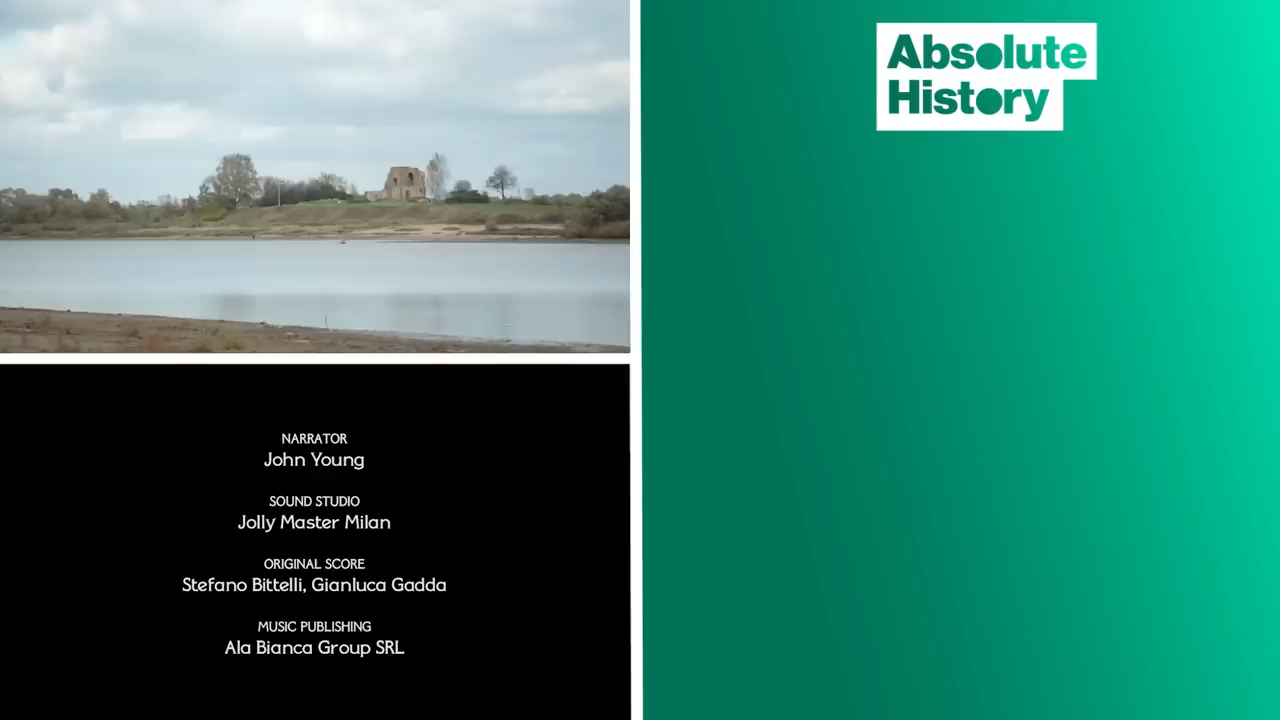 Absolute
History
NARRATOR
John Young
SOUND STUDIO
Jolly Master Milan
ORIGINAL SCORE
Stefano Bittelli, Gianluca Gadda
MUSIC PUBLISHING
Ala Bianca Group SRL